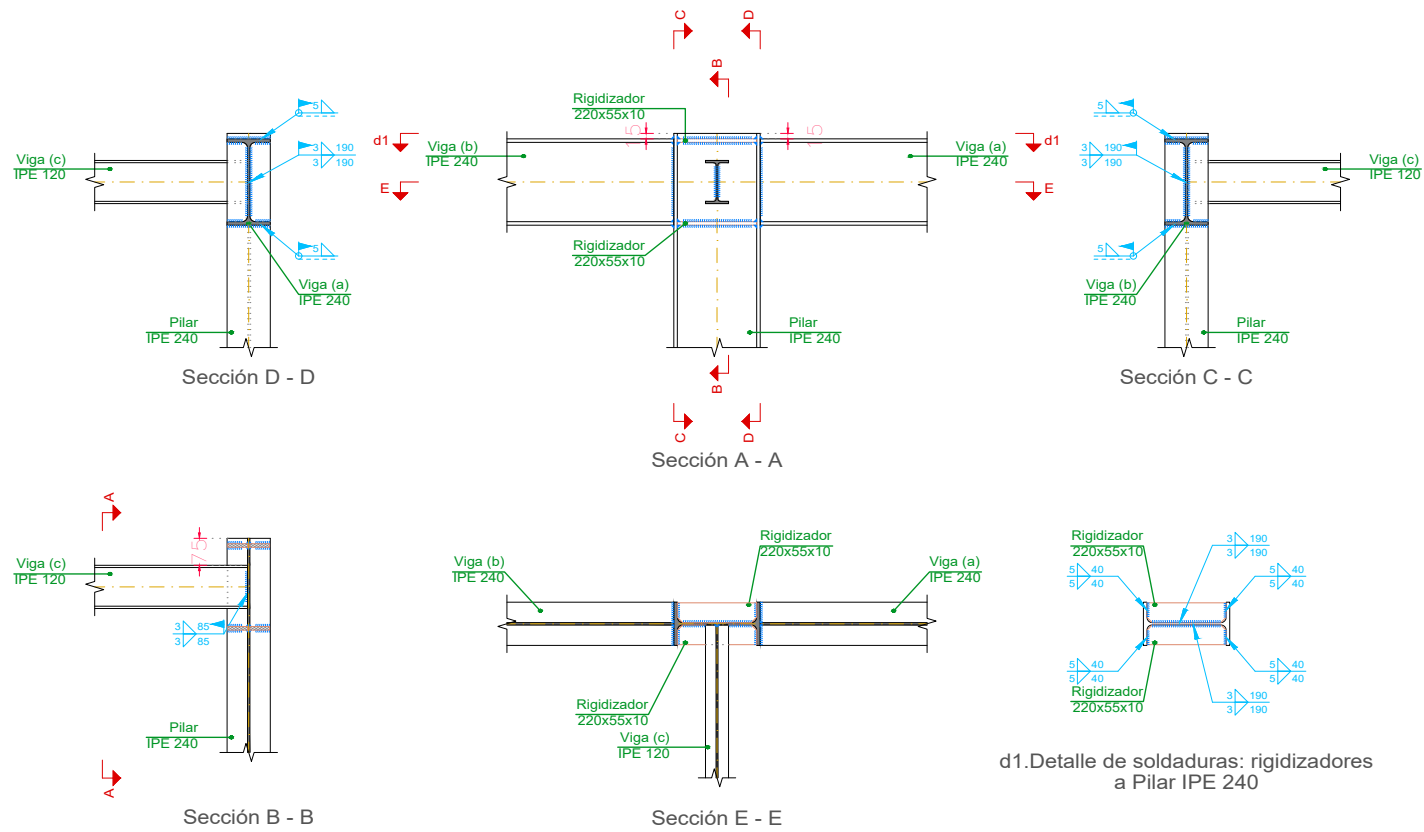 5
3
190
3
190
5
Viga (c)
IPE 120
Viga (a)
IPE 240
Pilar
IPE 240
Sección D - D
C
D
B
Rigidizador
220x55x10
15
15
d1
d1
Viga (b)
IPE 240
Viga (a)
IPE 240
E
E
Rigidizador
220x55x10
Pilar
IPE 240
B
C
D
Sección A - A
5
3
190
3
190
5
Viga (c)
IPE 120
Viga (b)
IPE 240
Pilar
IPE 240
Sección C - C
A
75
Viga (c)
IPE 120
3
85
3
85
Pilar
IPE 240
A
Sección B - B
Rigidizador
220x55x10
Viga (b)
IPE 240
Viga (a)
IPE 240
Rigidizador
220x55x10
Viga (c)
IPE 120
Sección E - E
Rigidizador
220x55x10
3
190
3
190
5
40
5
40
5
40
5
40
5
40
5
40
5
40
5
40
Rigidizador
220x55x10
3
190
3
190
d1.Detalle de soldaduras: rigidizadores
a Pilar IPE 240